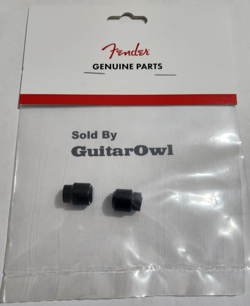 Fender
GENUINE PARTS
Sold By
GuitarOwl